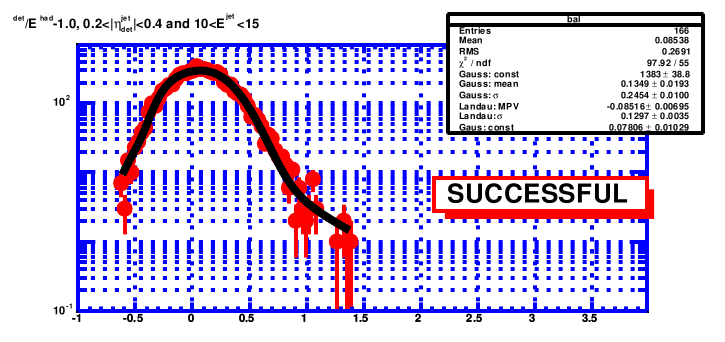 det/E had-1.0, 0.2<|ηjetdet|<0.4 and 10<Ejet<15
bal
Entries 166
Mean 0.08538
RMS 0.2691
χ² / ndf 97.92 / 55
Gauss: const 1383 ± 38.8
Gauss: mean 0.1349 ± 0.0193
Gauss: σ 0.2454 ± 0.0100
Landau: MPV -0.08516 ± 0.00695
Landau: σ 0.1297 ± 0.0035
Gaus: const 0.07806 ± 0.01029
10²
SUCCESSFUL
10⁻¹
-1 -0.5 0 0.5 1 1.5 2 2.5 3 3.5